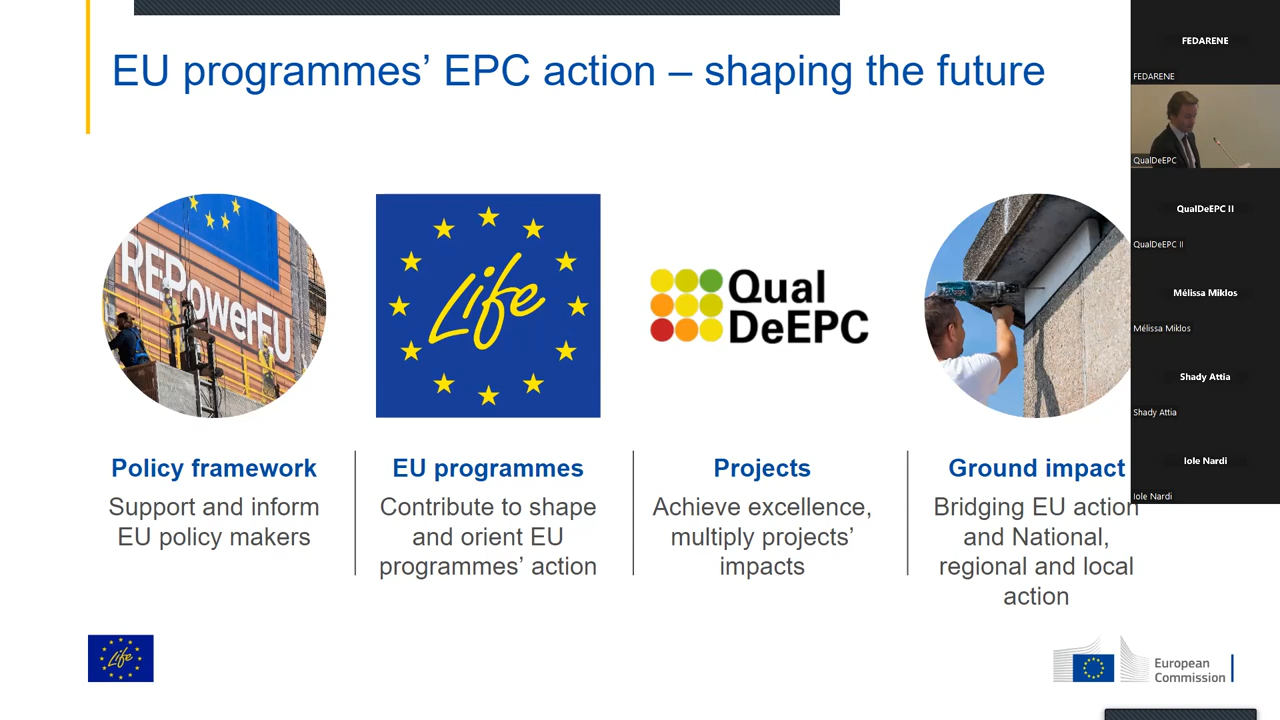 EU programmes’ EPC action – shaping the future
REPowerEU
Life
Qual
DeEPC
Policy framework
Support and inform
EU policy makers
EU programmes
Contribute to shape
and orient EU
programmes’ action
Projects
Achieve excellence,
multiply projects’
impacts
Ground impact
Bridging EU action
and National,
regional and local
action
Life
European
Commission
FEDARENE
FEDARENE
QualDeEPC
QualDeEPC II
QualDeEPC II
Mélissa Miklos
Mélissa Miklos
Shady Attia
Shady Attia
Iole Nardi
Iole Nardi